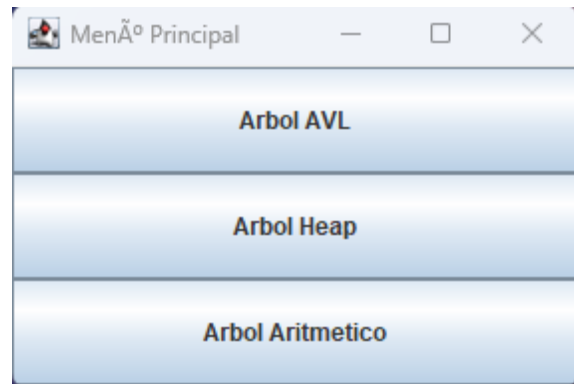 MenÃº Principal
Arbol AVL
Arbol Heap
Arbol Aritmetico